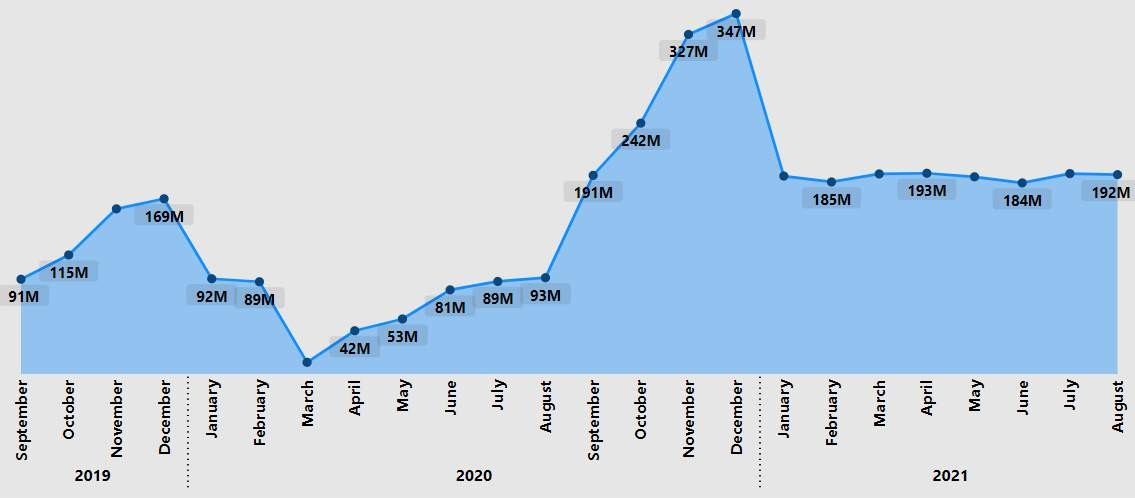 347M
327M
242M
191M
169M
115M
91M
92M
89M
42M
53M
81M
89M
93M
185M
193M
184M
192M
September
October
November
December
January
February
March
April
May
June
July
August
September
October
November
December
January
February
March
April
May
June
July
August
2019
2020
2021